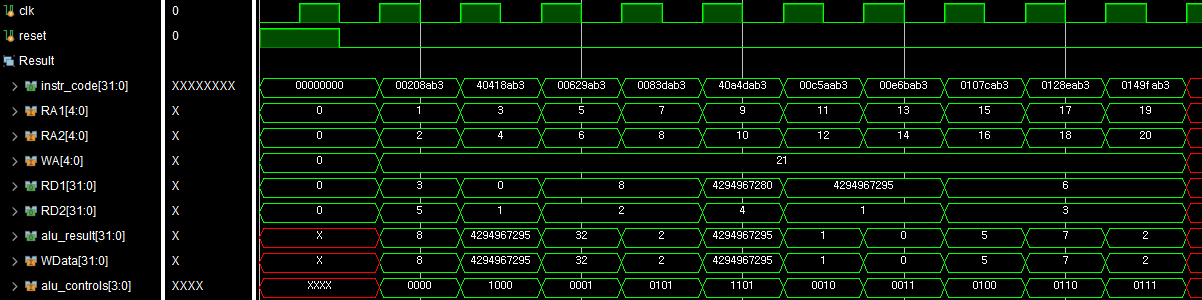 clk 0
reset 0
Result
instr_code[31:0] XXXXXXXX 00000000 00208ab3 40418ab3 00629ab3 0083dab3 40a4dab3 00c5aab3 00e6bab3 0107cab3 0128eab3 0149fab3
RA1[4:0] X 0 1 3 5 7 9 11 13 15 17 19
RA2[4:0] X 0 2 4 6 8 10 12 14 16 18 20
WA[4:0] X 0 21
RD1[31:0] X 0 3 0 8 4294967280 4294967295 6
RD2[31:0] X 0 5 1 2 4 1 3
alu_result[31:0] X X 8 4294967295 32 2 4294967295 1 0 5 7 2
WData[31:0] X X 8 4294967295 32 2 4294967295 1 0 5 7 2
alu_controls[3:0] XXXX XXXX 0000 1000 0001 0101 1101 0010 0011 0100 0110 0111